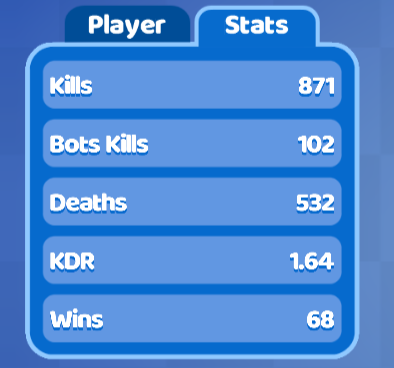 Player Stats
Kills 871
Bots Kills 102
Deaths 532
KDR 1.64
Wins 68